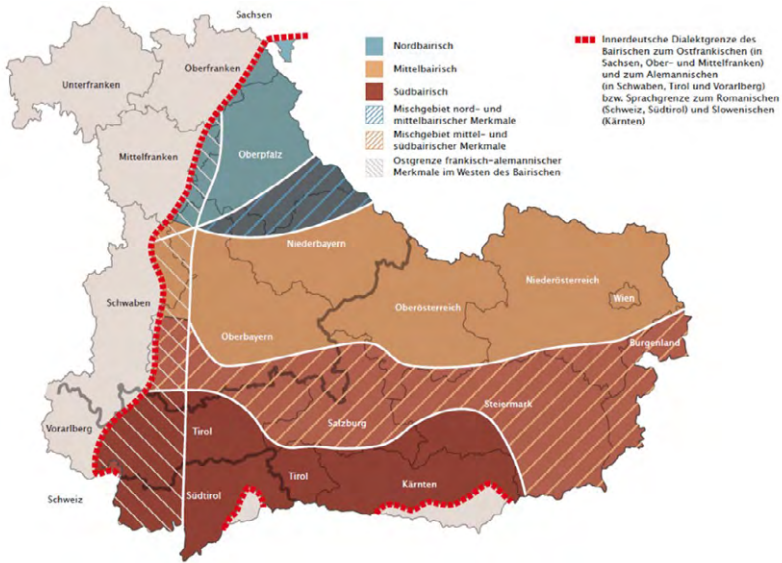 Sachsen
Unterfranken
Oberfranken
Mittelfranken
Oberpfalz
Schwaben
Niederbayern
Oberbayern
Oberösterreich
Niederösterreich
Wien
Burgenland
Steiermark
Salzburg
Vorarlberg
Tirol
Tirol
Kärnten
Südtirol
Schweiz
Nordbairisch
Mittelbairisch
Südbairisch
Mischgebiet nord- und
mittelbairischer Merkmale
Mischgebiet mittel- und
südbairischer Merkmale
Ostgrenze fränkisch-alemannischer
Merkmale im Westen des Bairischen
Innerdeutsche Dialektgrenze des
Bairischen zum Ostfränkischen (in
Sachsen, Ober- und Mittelfranken)
und zum Alemannischen
(in Schwaben, Tirol und Vorarlberg)
bzw. Sprachgrenze zum Romanischen
(Schweiz, Südtirol) und Slowenischen
(Kärnten)